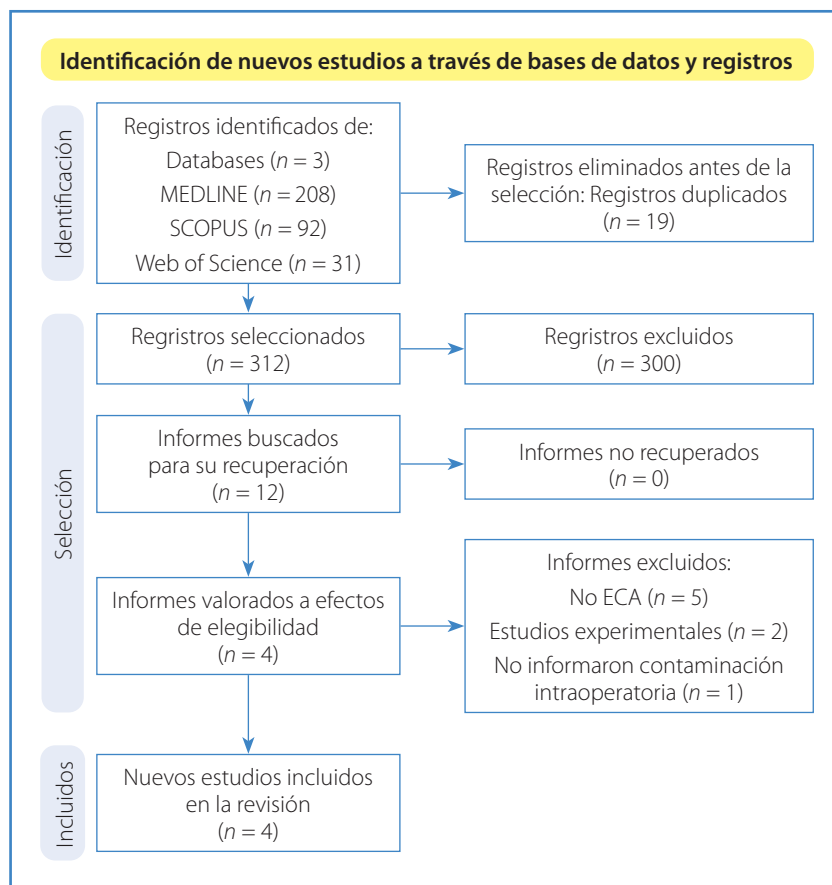 Identificación de nuevos estudios a través de bases de datos y registros
Identificación
Registros identificados de:
Databases (n = 3)
MEDLINE (n = 208)
SCOPUS (n = 92)
Web of Science (n = 31)
Registros eliminados antes de la
selección: Registros duplicados
(n = 19)
Selección
Regristros seleccionados
(n = 312)
Regristros excluidos
(n = 300)
Informes buscados
para su recuperación
(n = 12)
Informes no recuperados
(n = 0)
Informes valorados a efectos
de elegibilidad
(n = 4)
Informes excluidos:
No ECA (n = 5)
Estudios experimentales (n = 2)
No informaron contaminación
intraoperatoria (n = 1)
Incluidos
Nuevos estudios incluidos
en la revisión
(n = 4)